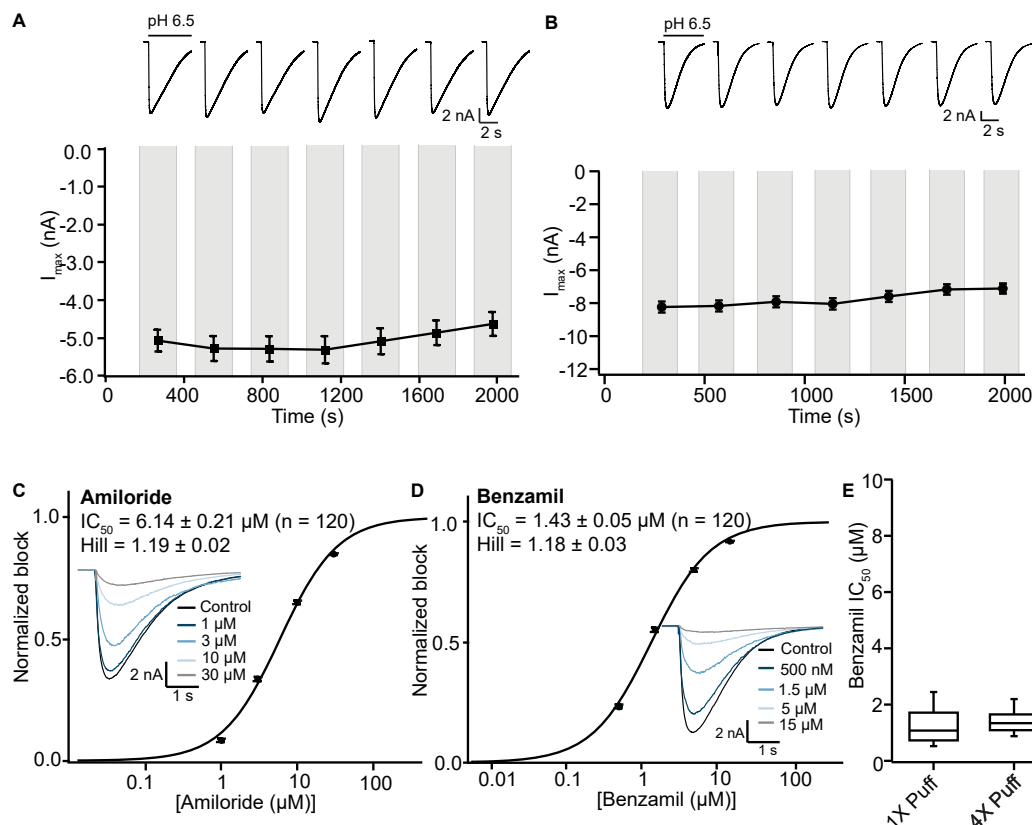 A
pH 6.5
2 nA
2 s
0.0
-1.0
-2.0
-3.0
-4.0
-5.0
-6.0
I max (nA)
0 400 800 1200 1600 2000
Time (s)
B
pH 6.5
2 nA
2 s
0
-2
-4
-6
-8
-10
-12
I max (nA)
0 500 1000 1500 2000
Time (s)
C
Amiloride
IC50 = 6.14 ± 0.21 µM (n = 120)
Hill = 1.19 ± 0.02
1.0
0.5
0.0
Normalized block
Control
1 µM
3 µM
10 µM
30 µM
2 nA
1 s
0.1 1 10 100
[Amiloride (µM)]
D
Benzamil
IC50 = 1.43 ± 0.05 µM (n = 120)
Hill = 1.18 ± 0.03
1.0
0.5
0.0
Normalized block
Control
500 nM
1.5 µM
5 µM
15 µM
2 nA
1 s
0.01 0.1 1 10 100
[Benzamil (µM)]
E
10
8
6
4
2
0
Benzamil IC50 (µM)
1X Puff
4X Puff